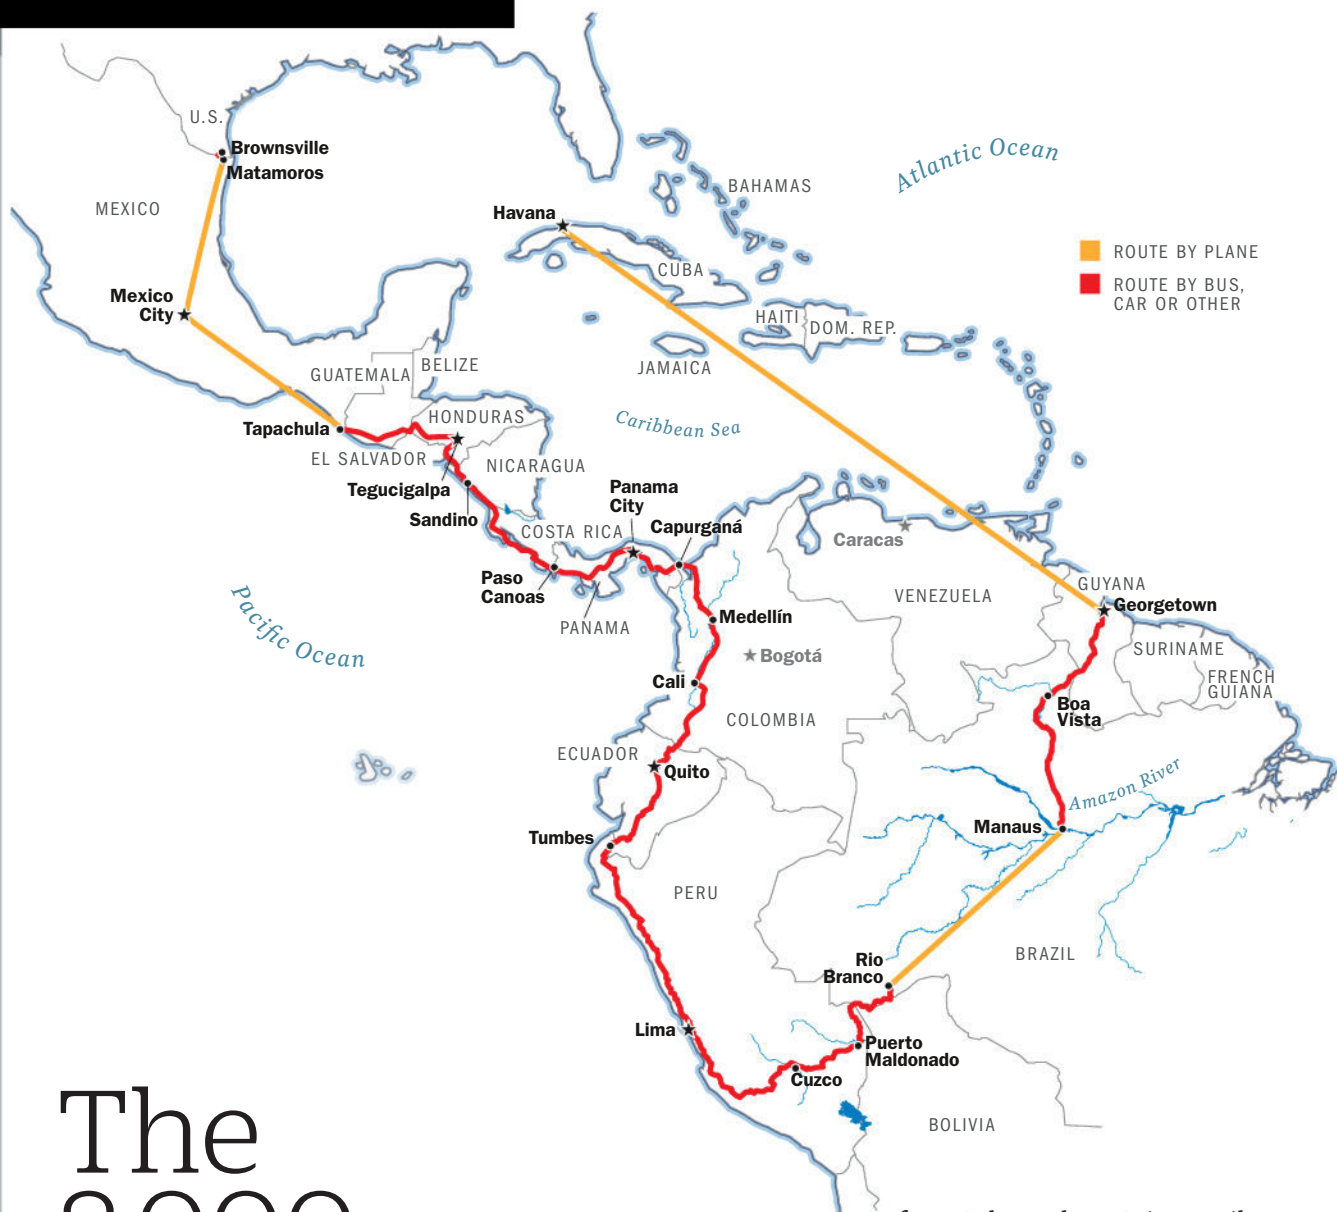 U.S.
Brownsville
Matamoros
MEXICO
Mexico
City
Havana
BAHAMAS
Atlantic Ocean
CUBA
ROUTE BY PLANE
ROUTE BY BUS,
CAR OR OTHER
HAITI
DOM. REP.
JAMAICA
Caribbean Sea
GUATEMALA
BELIZE
HONDURAS
Tapachula
EL SALVADOR
NICARAGUA
Tegucigalpa
Sandino
Panama
City
Capurganá
COSTA RICA
Paso
Canoas
PANAMA
Caracas
VENEZUELA
GUYANA
Georgetown
SURINAME
FRENCH
GUIANA
Pacific Ocean
Medellín
Bogotá
Cali
COLOMBIA
Boa
Vista
ECUADOR
Quito
Amazon River
Tumbes
Manaus
PERU
BRAZIL
Rio
Branco
Lima
Puerto
Maldonado
Cuzco
BOLIVIA
The